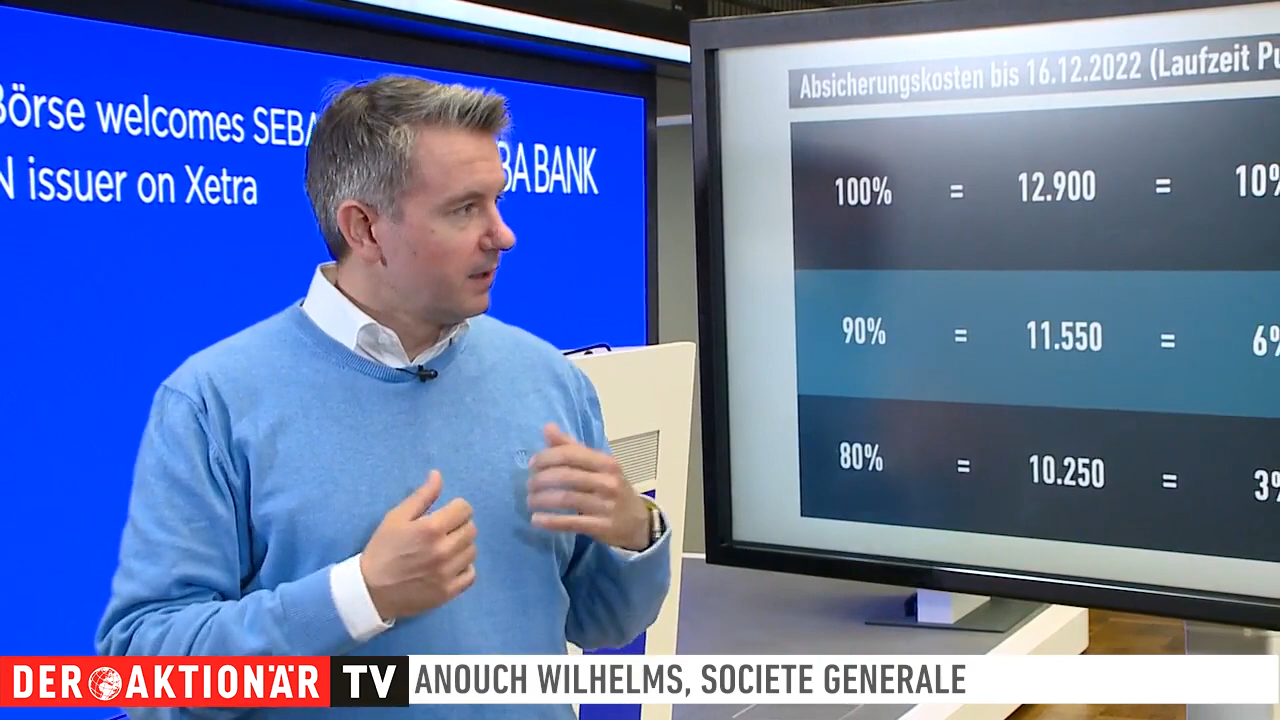 Börse welcomes SEBA
N issuer on Xetra
BA BANK
Absicherungskosten bis 16.12.2022 (Laufzeit Pu
100% = 12.900 = 10%
90% = 11.550 = 6%
80% = 10.250 = 3%
DER AKTIONÄR TV
ANOUCH WILHELMS, SOCIETE GENERALE